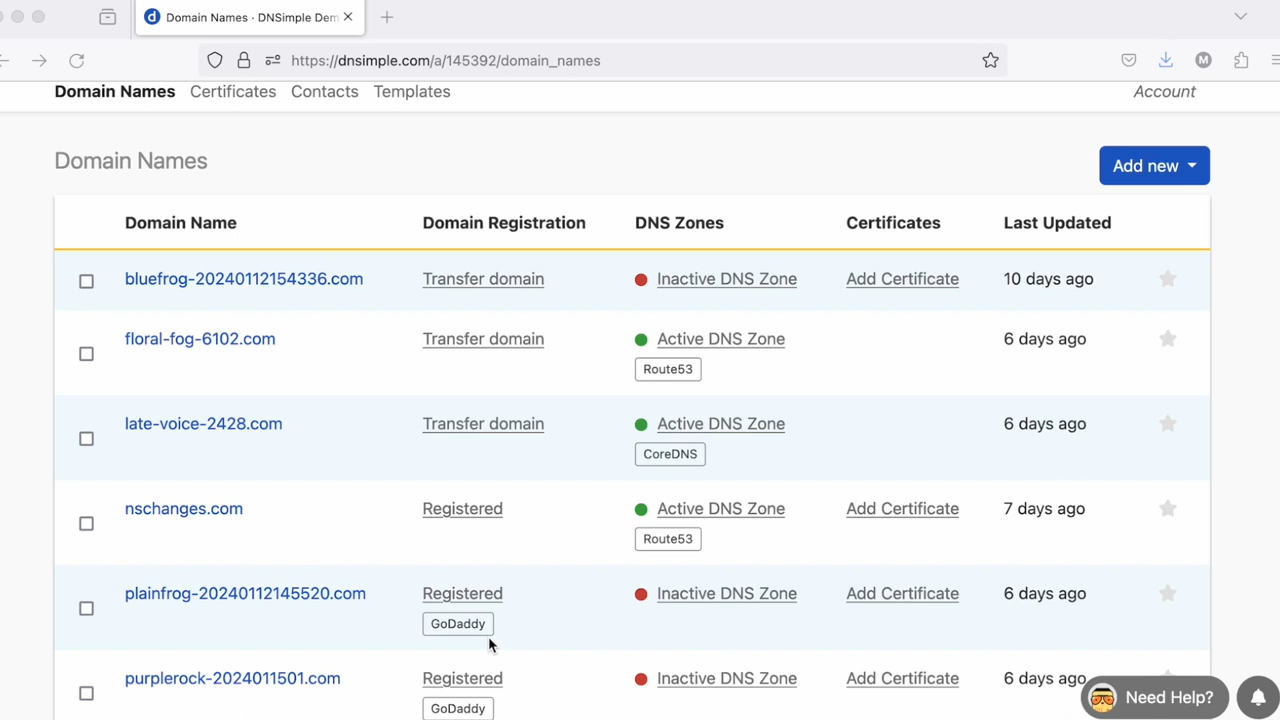 Domain Names · DNSimple Dem
https://dnsimple.com/a/145392/domain_names
M
Domain Names Certificates Contacts Templates Account
Domain Names
Add new
Domain Name Domain Registration DNS Zones Certificates Last Updated
bluefrog-20240112154336.com Transfer domain Inactive DNS Zone Add Certificate 10 days ago
floral-fog-6102.com Transfer domain Active DNS Zone 6 days ago
Route53
late-voice-2428.com Transfer domain Active DNS Zone 6 days ago
CoreDNS
nschanges.com Registered Active DNS Zone Add Certificate 7 days ago
Route53
plainfrog-20240112145520.com Registered Inactive DNS Zone Add Certificate 6 days ago
GoDaddy
purplerock-2024011501.com Registered Inactive DNS Zone Add Certificate 6 days ago
GoDaddy
Need Help?